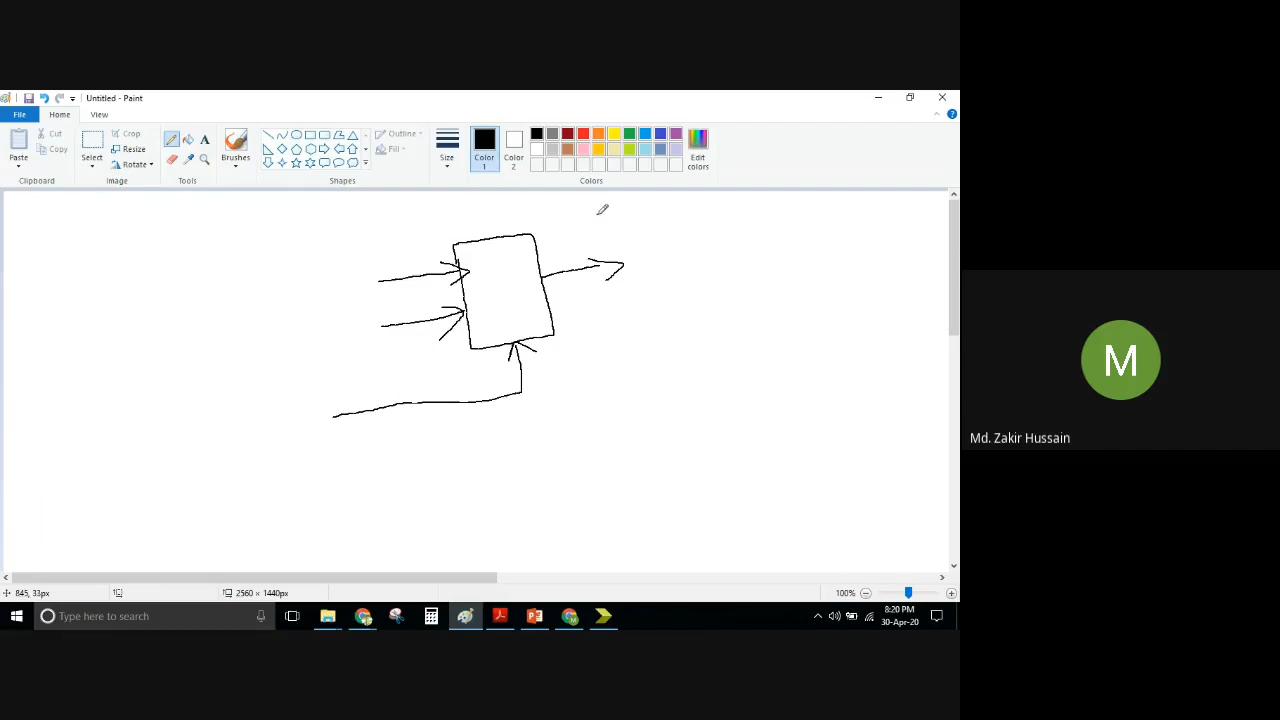 Untitled - Paint
File Home View
Cut
Copy
Paste
Clipboard
Select
Crop
Resize
Rotate
Image
A
Tools
Brushes
Outline
Fill
Shapes
Size
Color 1
Color 2
Edit colors
Colors
M
Md. Zakir Hussain
845, 33px
2560 × 1440px
100%
Type here to search
8:20 PM
30-Apr-20